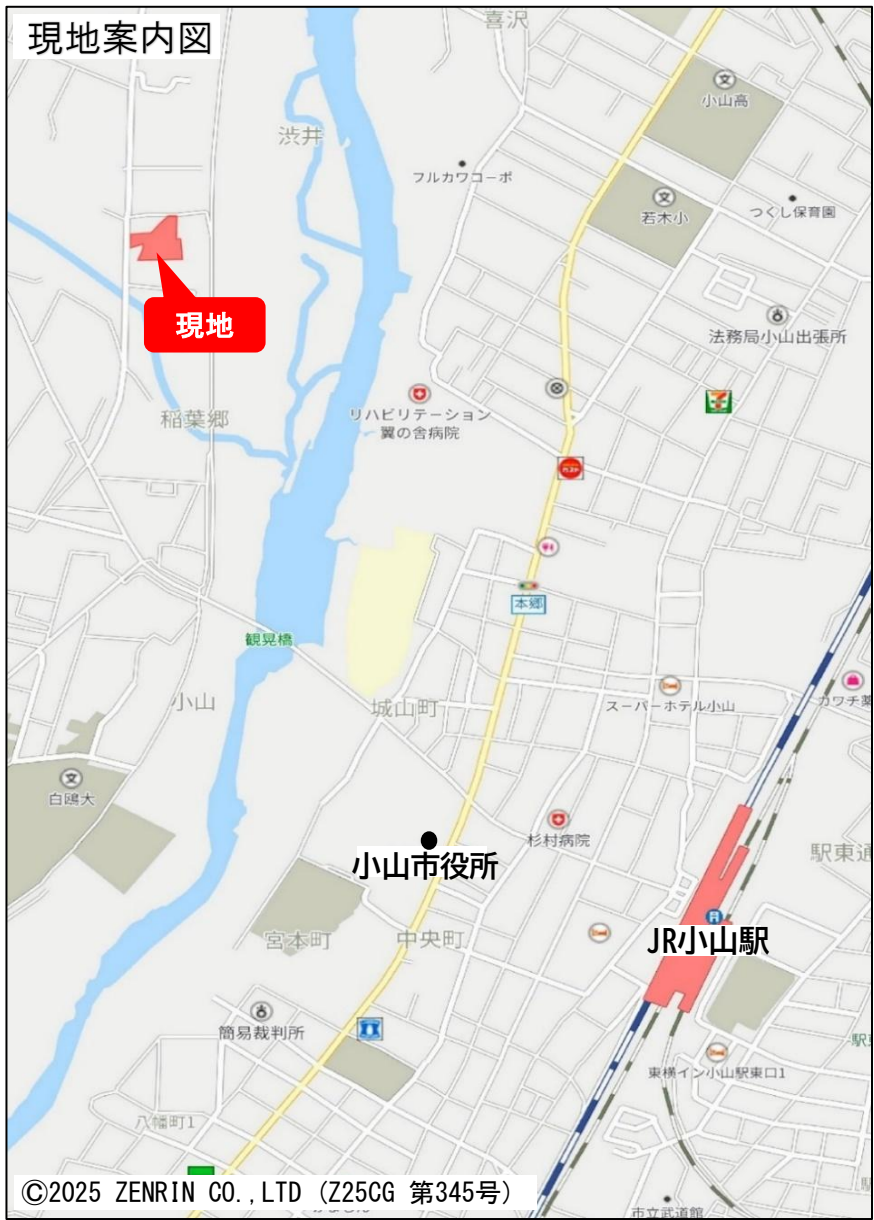 現地案内図
喜沢
小山高
渋井
フルカワコーポ
若木小
つくし保育園
現地
法務局小山出張所
稲葉郷
リハビリテーション
翼の舎病院
本郷
観晃橋
小山
城山町
スーパーホテル小山
カワチ薬
白鴎大
杉村病院
小山市役所
駅東通
宮本町
中央町
JR小山駅
簡易裁判所
駅東
東横イン小山駅東口1
八幡町1
©2025 ZENRIN CO.,LTD (Z25CG 第345号)
市立武道館